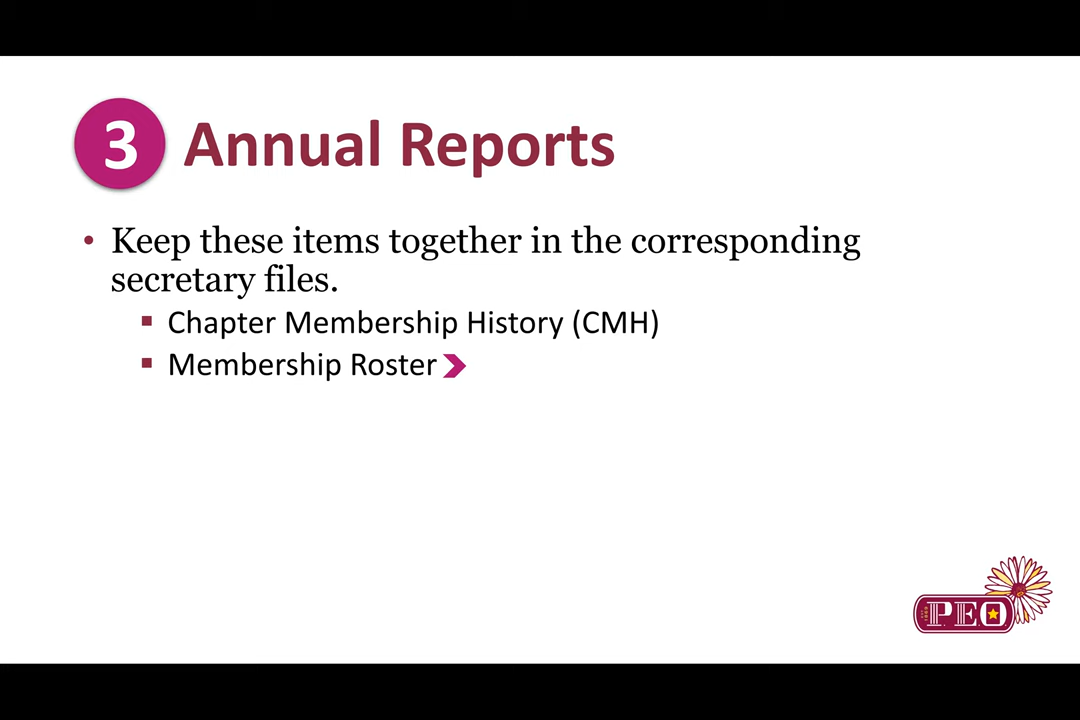 3 Annual Reports
• Keep these items together in the corresponding
secretary files.
▪ Chapter Membership History (CMH)
▪ Membership Roster
PEO